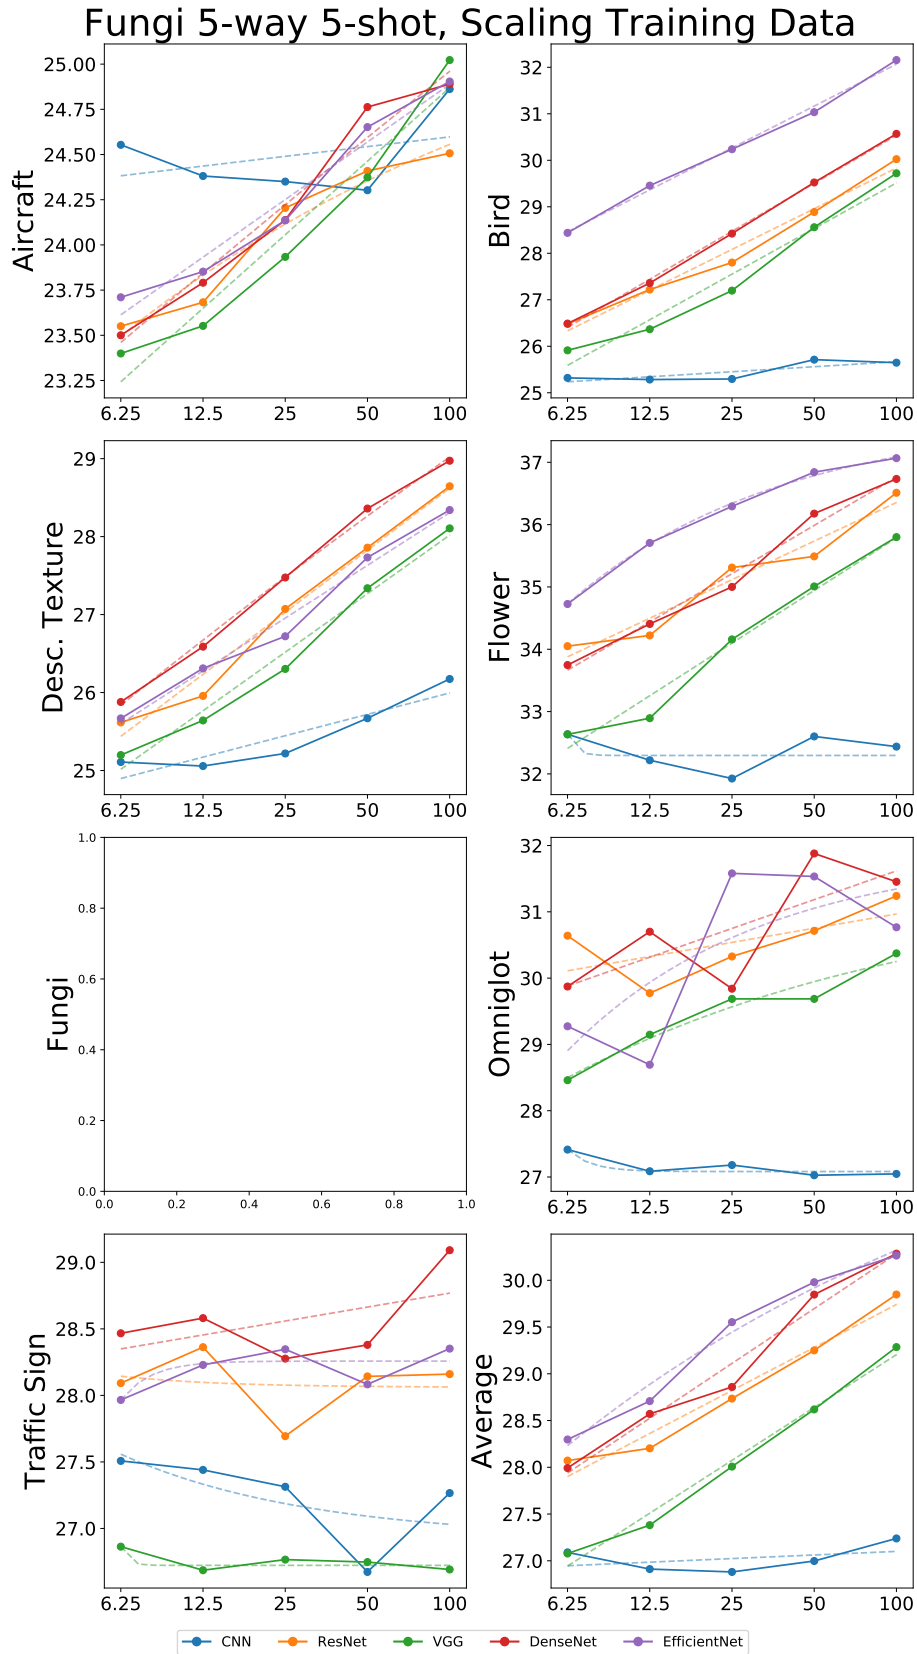 Fungi 5-way 5-shot, Scaling Training Data
Aircraft
25.00
24.75
24.50
24.25
24.00
23.75
23.50
23.25
6.25 12.5 25 50 100
Bird
32
31
30
29
28
27
26
25
6.25 12.5 25 50 100
Desc. Texture
29
28
27
26
25
6.25 12.5 25 50 100
Flower
37
36
35
34
33
32
6.25 12.5 25 50 100
Fungi
1.0
0.8
0.6
0.4
0.2
0.0
0.0 0.2 0.4 0.6 0.8 1.0
Omniglot
32
31
30
29
28
27
6.25 12.5 25 50 100
Traffic Sign
29.0
28.5
28.0
27.5
27.0
6.25 12.5 25 50 100
Average
30.0
29.5
29.0
28.5
28.0
27.5
27.0
6.25 12.5 25 50 100
CNN ResNet VGG DenseNet EfficientNet